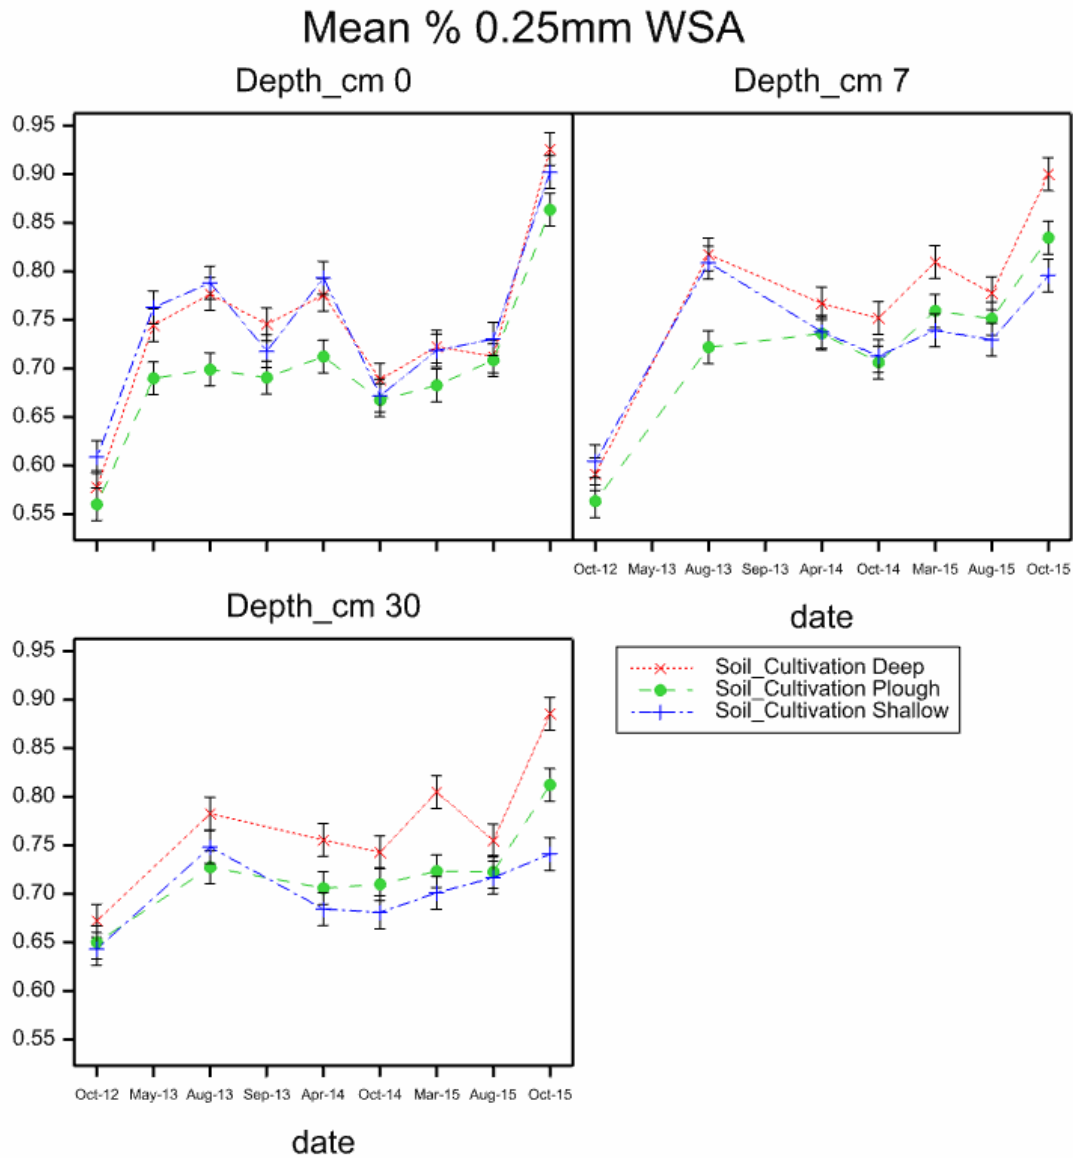 Mean % 0.25mm WSA
Depth_cm 0
Depth_cm 7
0.95
0.90
0.85
0.80
0.75
0.70
0.65
0.60
0.55
Oct-12 May-13 Aug-13 Sep-13 Apr-14 Oct-14 Mar-15 Aug-15 Oct-15
date
Depth_cm 30
0.95
0.90
0.85
0.80
0.75
0.70
0.65
0.60
0.55
Oct-12 May-13 Aug-13 Sep-13 Apr-14 Oct-14 Mar-15 Aug-15 Oct-15
date
Soil_Cultivation Deep
Soil_Cultivation Plough
Soil_Cultivation Shallow